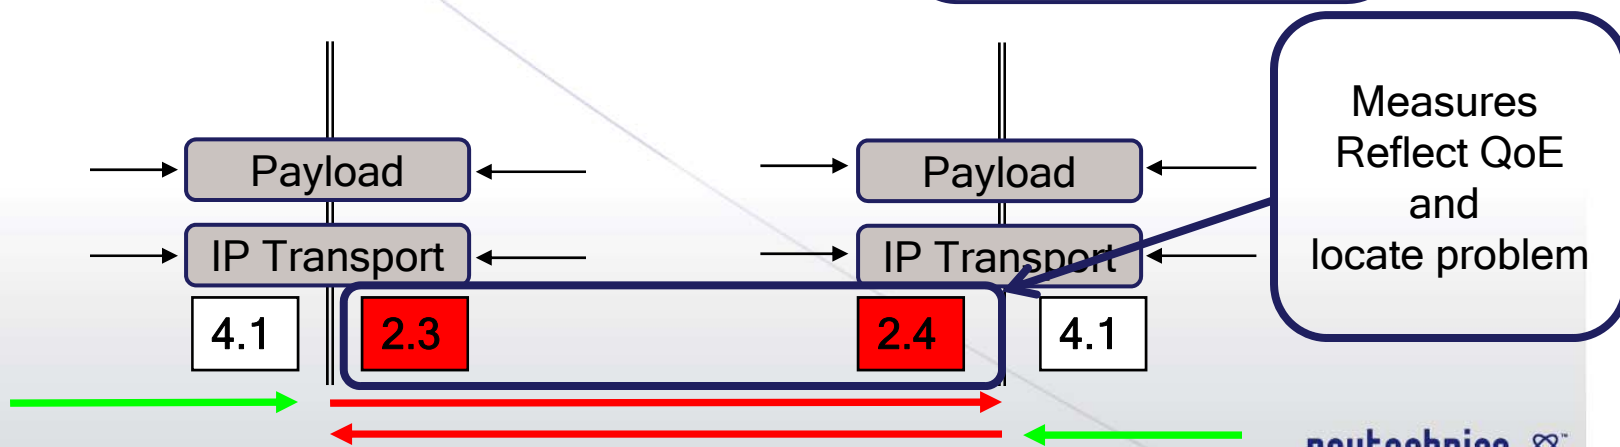 Payload
Payload
Measures
Reflect QoE
and
locate problem
IP Transport
IP Transport
4.1
2.3
2.4
4.1